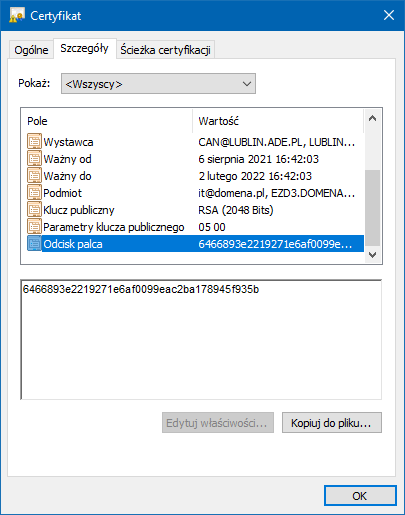 Certyfikat
Ogólne
Szczegóły
Ścieżka certyfikacji
Pokaż:
<Wszyscy>
Pole Wartość
Wystawca CAN@LUBLIN.ADE.PL, LUBLIN...
Ważny od 6 sierpnia 2021 16:42:03
Ważny do 2 lutego 2022 16:42:03
Podmiot it@domena.pl, EZD3.DOMENA...
Klucz publiczny RSA (2048 Bits)
Parametry klucza publicznego 05 00
Odcisk palca 6466893e2219271e6af0099e...
6466893e2219271e6af0099eac2ba178945f935b
Edytuj właściwości...
Kopiuj do pliku...
OK